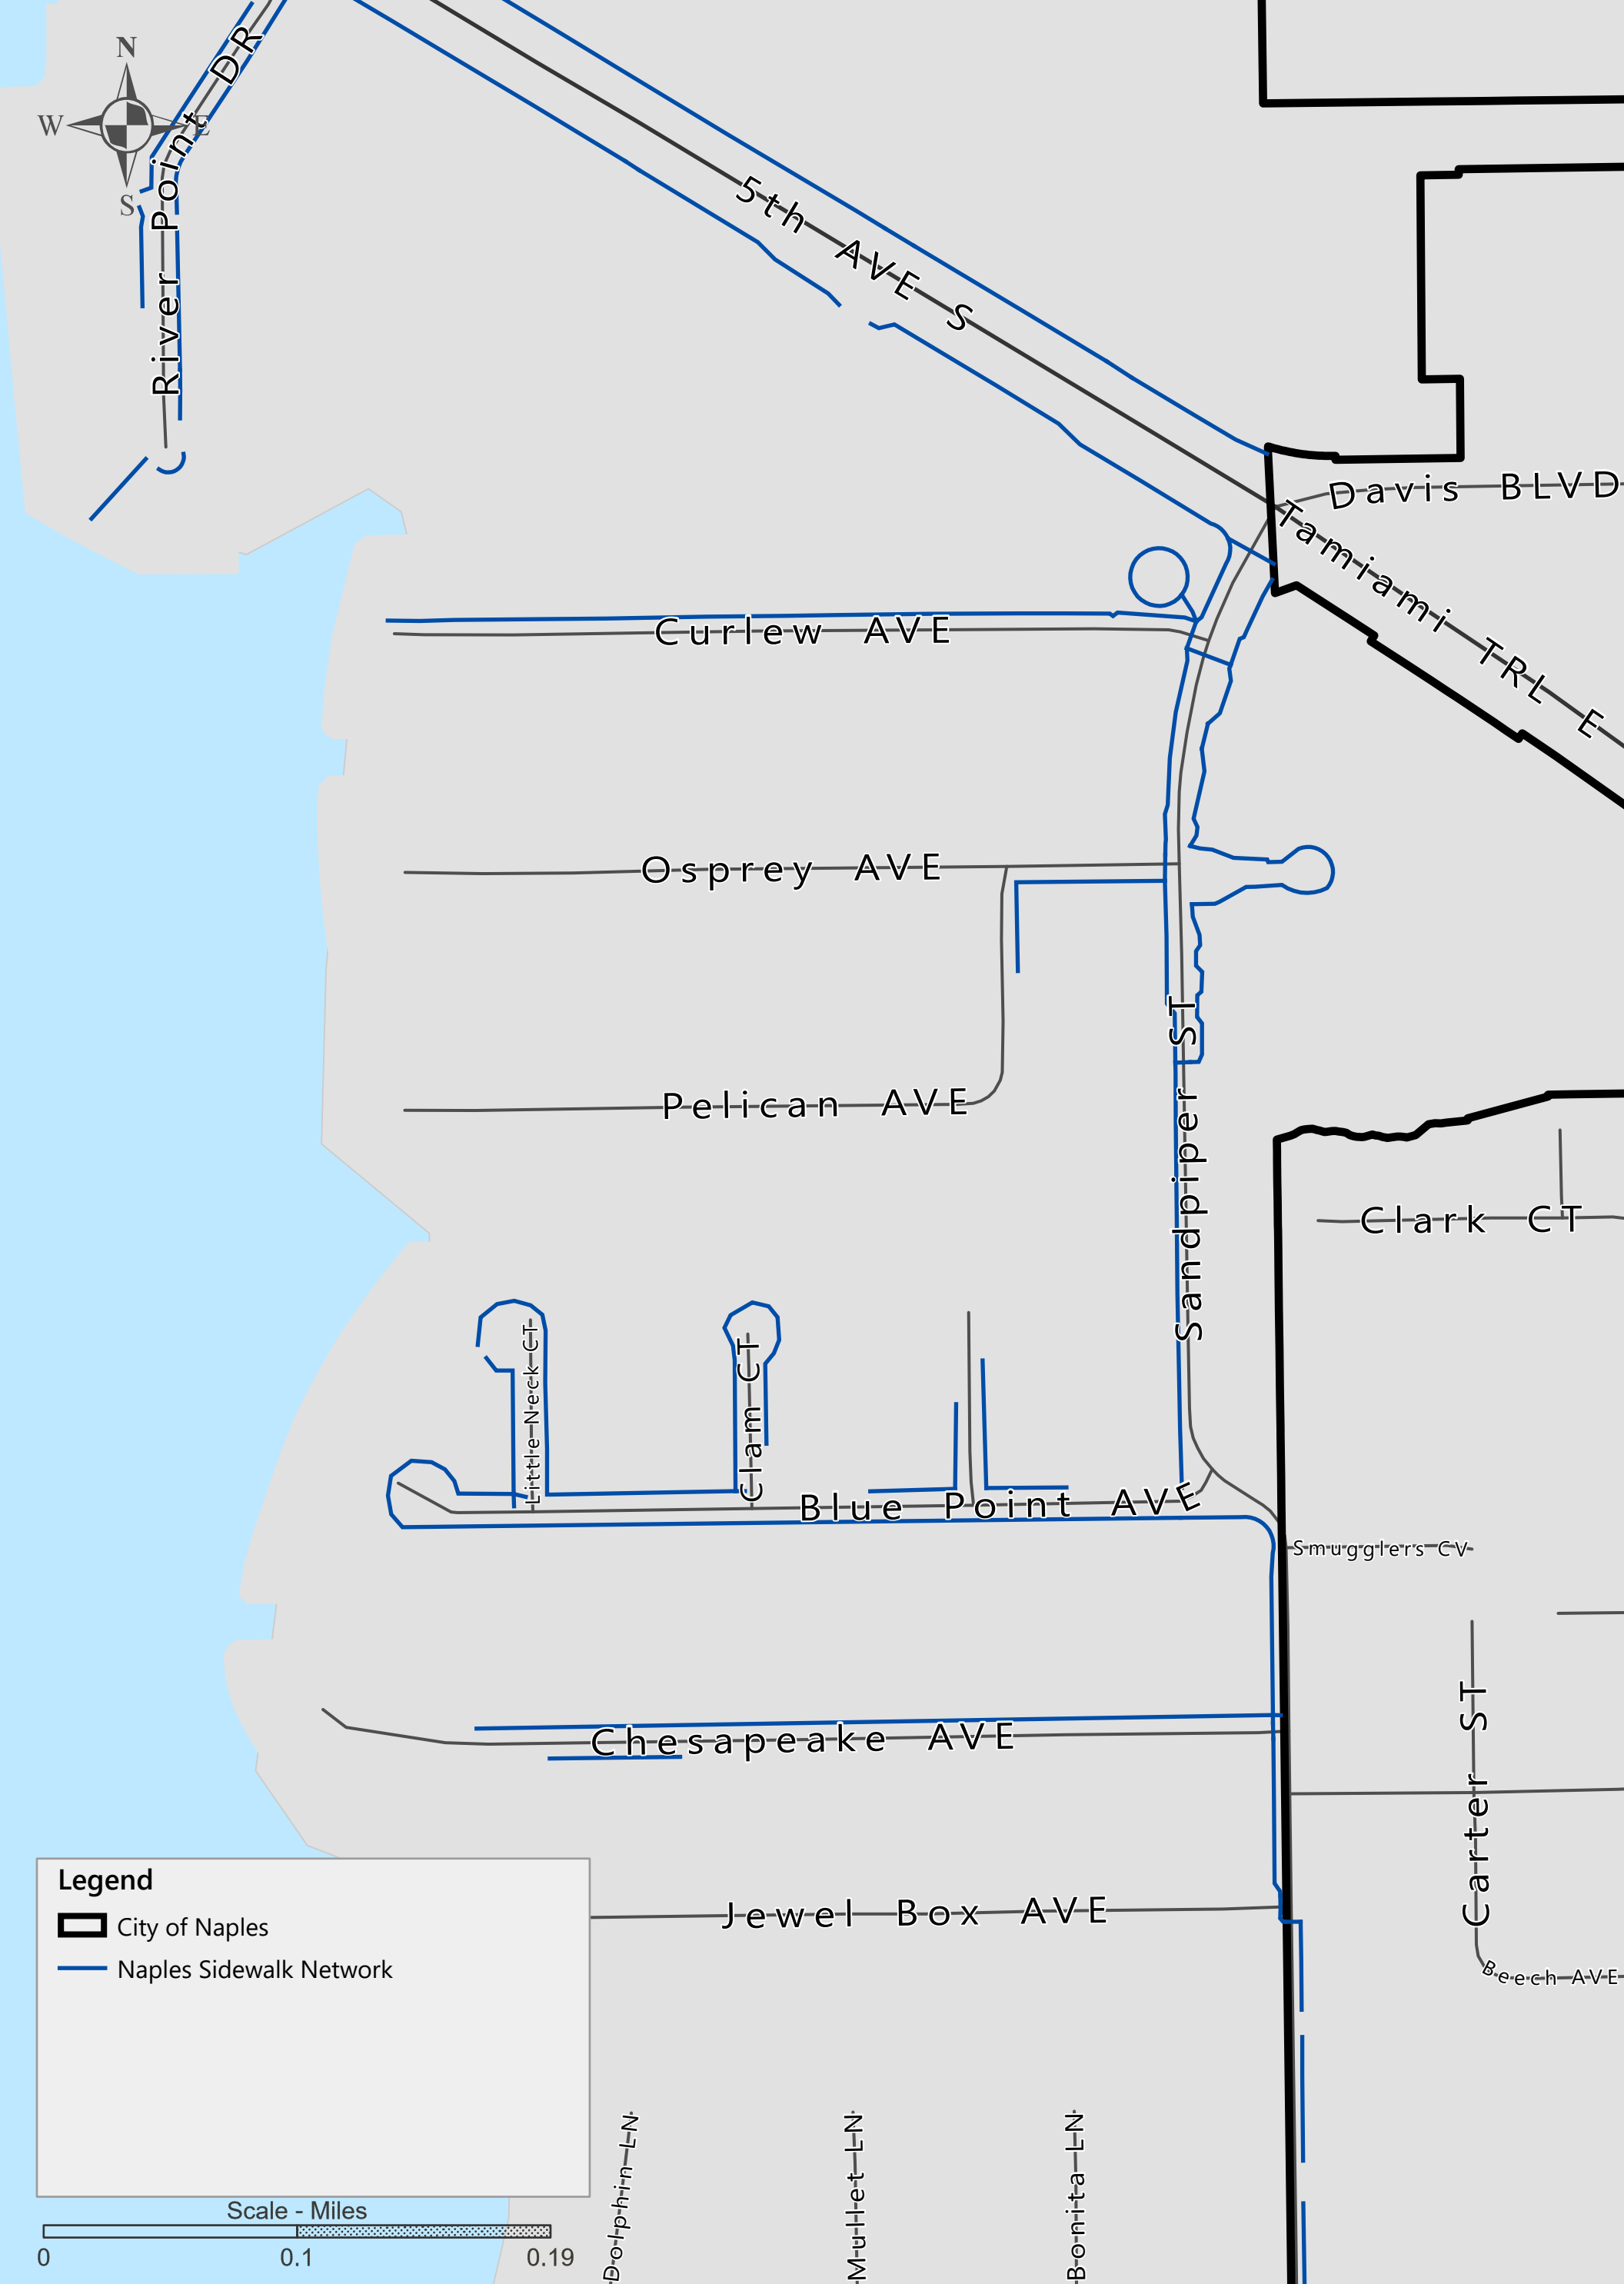 N
W E
S
River Point DR
5th AVE S
Davis BLVD
Tamiami TRL E
Curlew AVE
Osprey AVE
Pelican AVE
Sandpiper ST
Clark CT
Little Neck CT
Clam CT
Blue Point AVE
Smugglers CV
Chesapeake AVE
Carter ST
Jewel Box AVE
Beech AVE
Dolphin LN
Mullet LN
Bonita LN
Legend
City of Naples
Naples Sidewalk Network
Scale - Miles
0 0.1 0.19